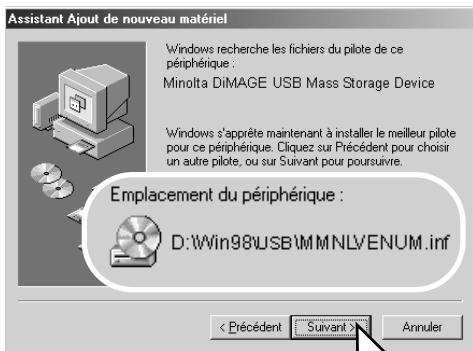 Assistant Ajout de nouveau matériel
Windows recherche les fichiers du pilote de ce
périphérique :
Minolta DiMAGE USB Mass Storage Device
Windows s'apprête maintenant à installer le meilleur pilote
pour ce périphérique. Cliquez sur Précédent pour choisir
un autre pilote, ou sur Suivant pour poursuivre.
Emplacement du périphérique :
D:\Win98\USB\MMNLVENUM.inf
< Précédent Suivant > Annuler